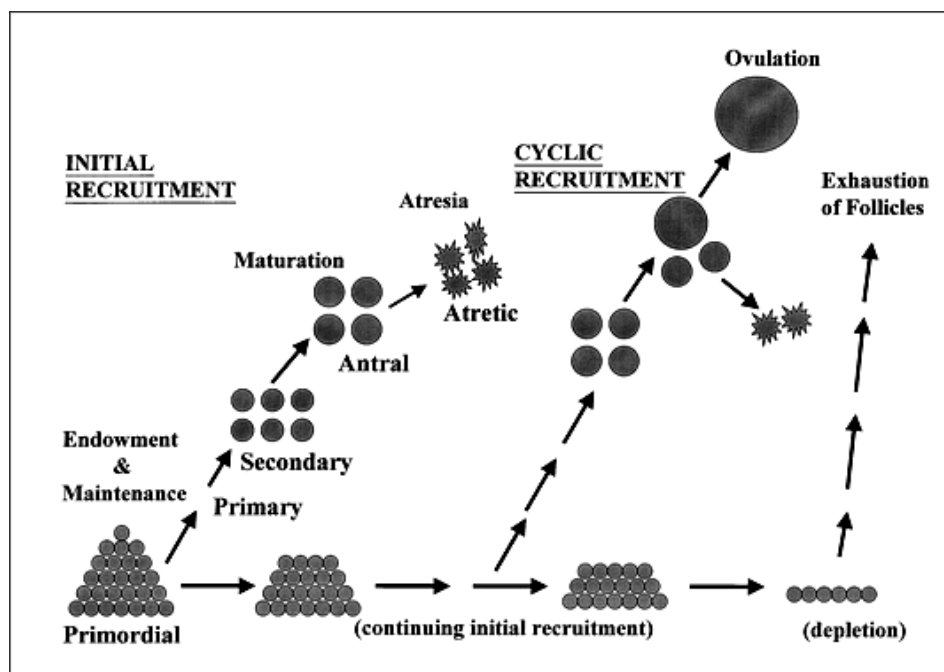 Ovulation
INITIAL
RECRUITMENT
CYCLIC
RECRUITMENT
Exhaustion
of Follicles
Atresia
Maturation
Atretic
Antral
Endowment
&
Maintenance
Secondary
Primary
Primordial
(continuing initial recruitment)
(depletion)